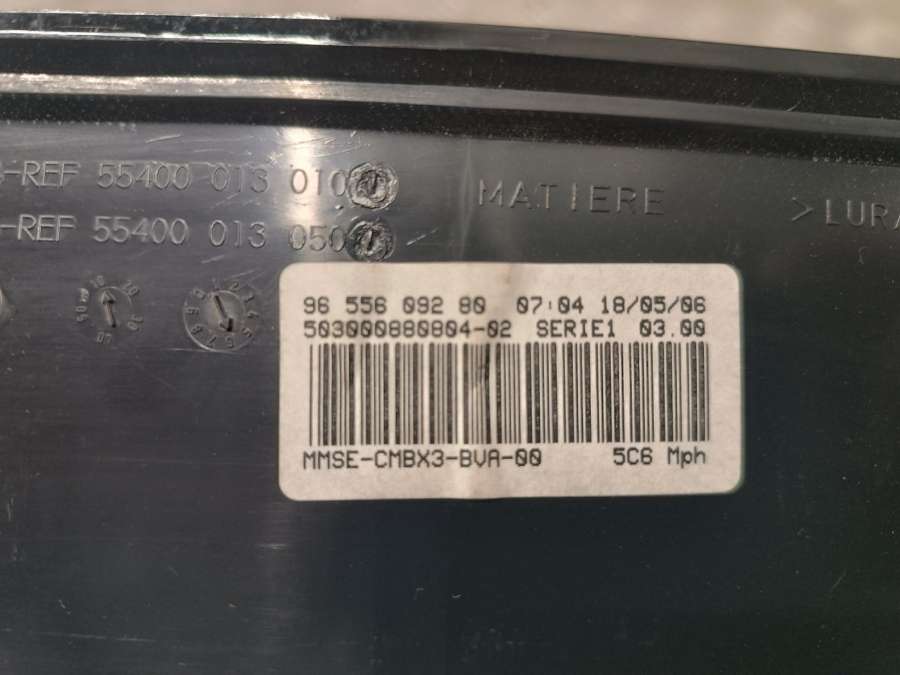 -REF 55400 013 010
-REF 55400 013 050
MATIERE
>LURA
96 556 092 80 07:04 18/05/06
503000880804-02 SERIE1 03.00
MMSE-CMBX3-BVA-00 5C6 Mph